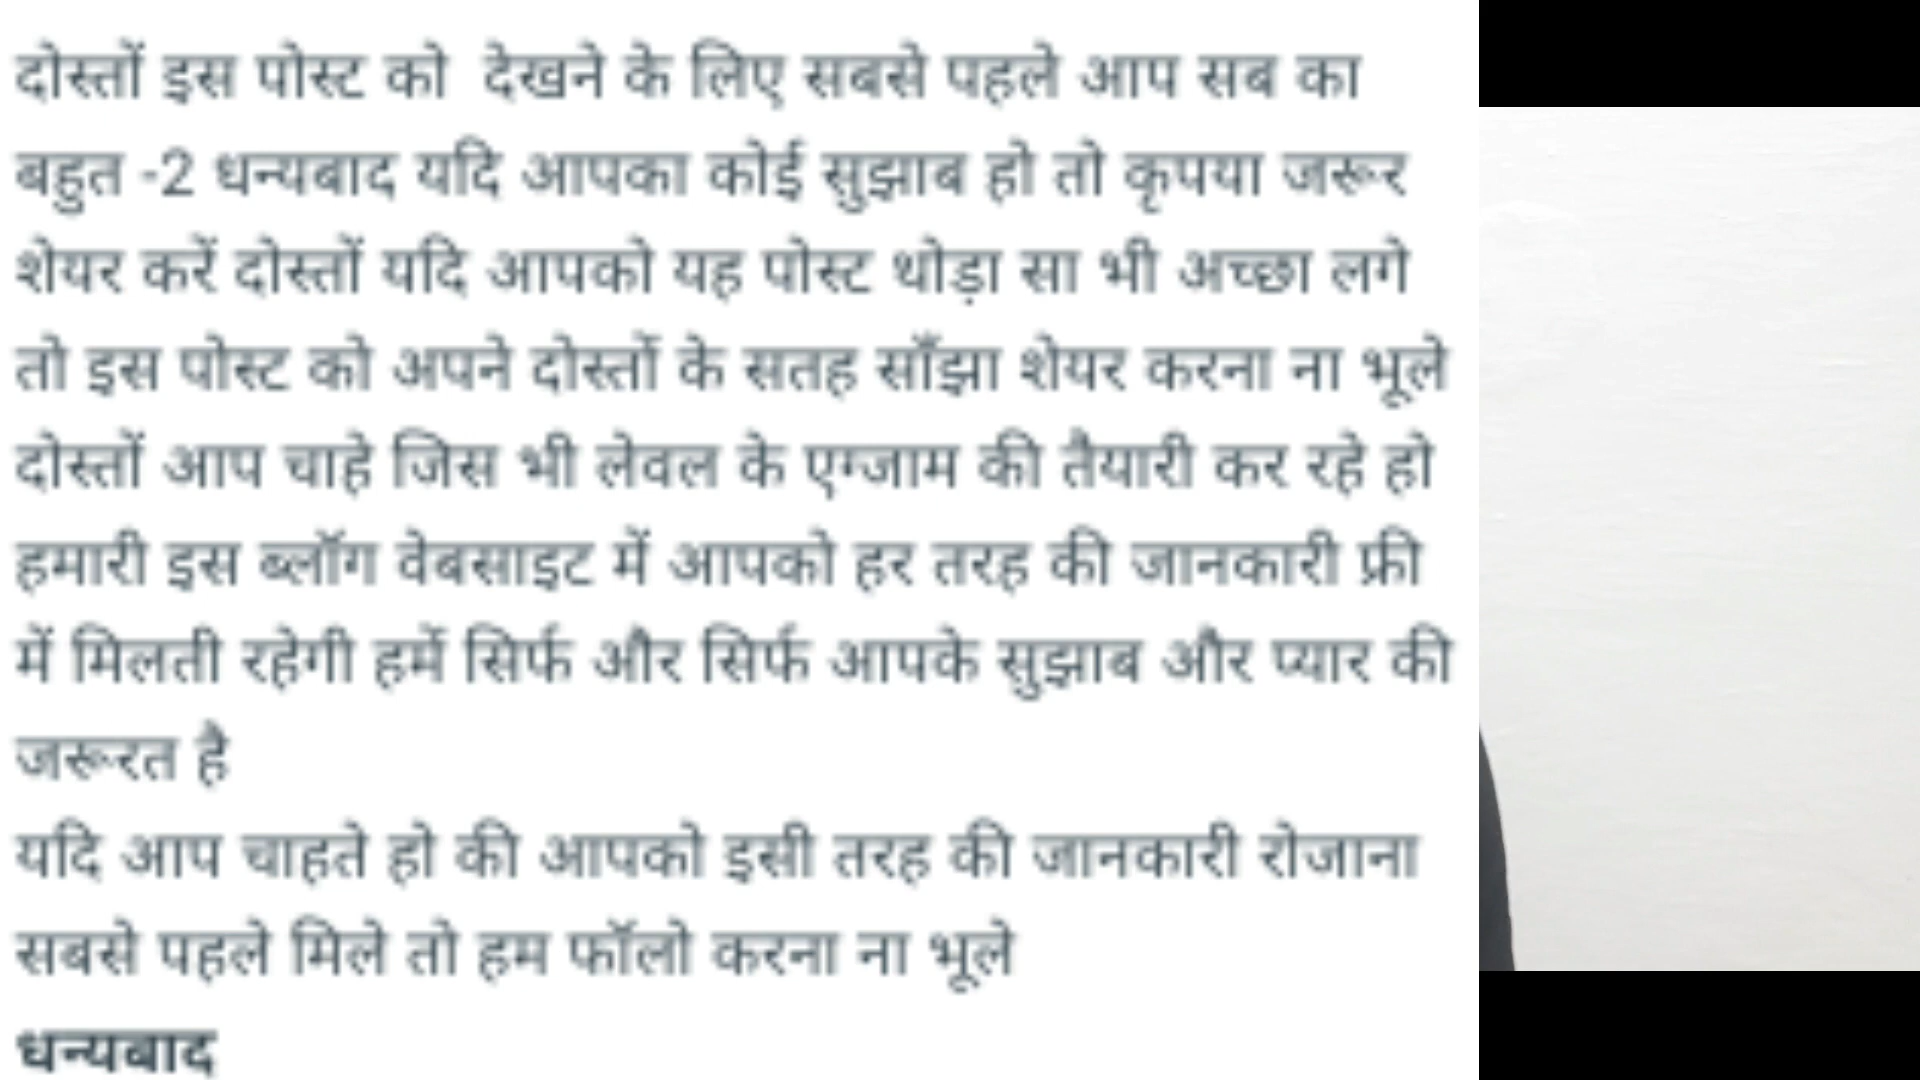 दोस्तों इस पोस्ट को देखने के लिए सबसे पहले आप सब का
बहुत -2 धन्यबाद यदि आपका कोई सुझाब हो तो कृपया जरूर
शेयर करें दोस्तों यदि आपको यह पोस्ट थोड़ा सा भी अच्छा लगे
तो इस पोस्ट को अपने दोस्तों के सतह साँझा शेयर करना ना भूले
दोस्तों आप चाहे जिस भी लेवल के एग्जाम की तैयारी कर रहे हो
हमारी इस ब्लॉग वेबसाइट में आपको हर तरह की जानकारी फ्री
में मिलती रहेगी हमें सिर्फ और सिर्फ आपके सुझाब और प्यार की
जरूरत है
यदि आप चाहते हो की आपको इसी तरह की जानकारी रोजाना
सबसे पहले मिले तो हम फॉलो करना ना भूले
धन्यबाद